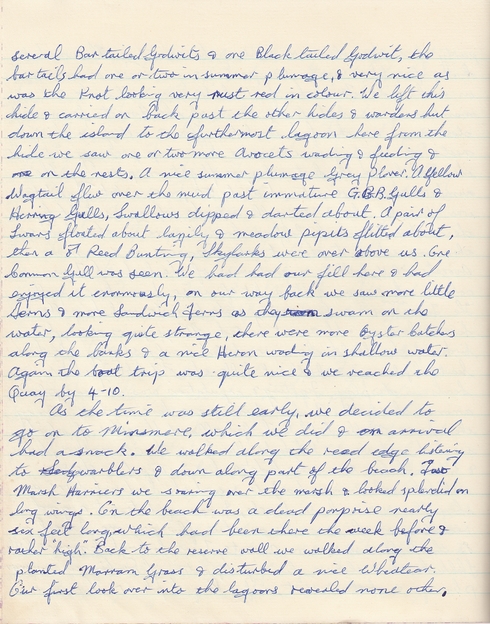 several Bar tailed Godwits & one Black tailed Godwit, the
bar tails had one or two in summer plumage, & very nice as
was the Knot looking very rust red in colour. We left this
hide & carried on back past the other hides & wardens hut
down the island to the furthermost lagoon here from the
hide we saw one or two more Avocets wading & feeding &
one on the nests. A nice summer plumage Grey Plover. A Yellow
Wagtail flew over the mud past immature G.B.B. Gulls &
Herring Gulls, Swallows dipped & darted about. A pair of
Swans floated about lazily & meadow pipits flitted about,
then a ♂ Reed Bunting, Skylarks were over above us. One
Common Gull was seen. We had had our fill here & had
enjoyed it enormously, on our way back we saw more little
Terns & more Sandwich Terns as they swam on the
water, looking quite strange, there were more Oyster catches
along the banks & a nice Heron wading in shallow water.
Again the boat trip was quite nice & we reached the
Quay by 4-10.
As the time was still early, we decided to
go on to Minsmere, which we did & on arrival
had a snack. We walked along the reed edge listening
to warblers & down along part of the beach. Two
Marsh Harriers we soaring over the marsh & looked splendid on
long wings. On the beach was a dead porpoise nearly
six feet long, which had been there the week before &
rather 'high'. Back to the reserve wall we walked along the
planted Marram Grass & disturbed a nice Wheatear.
Our first look over into the lagoons revealed none other,